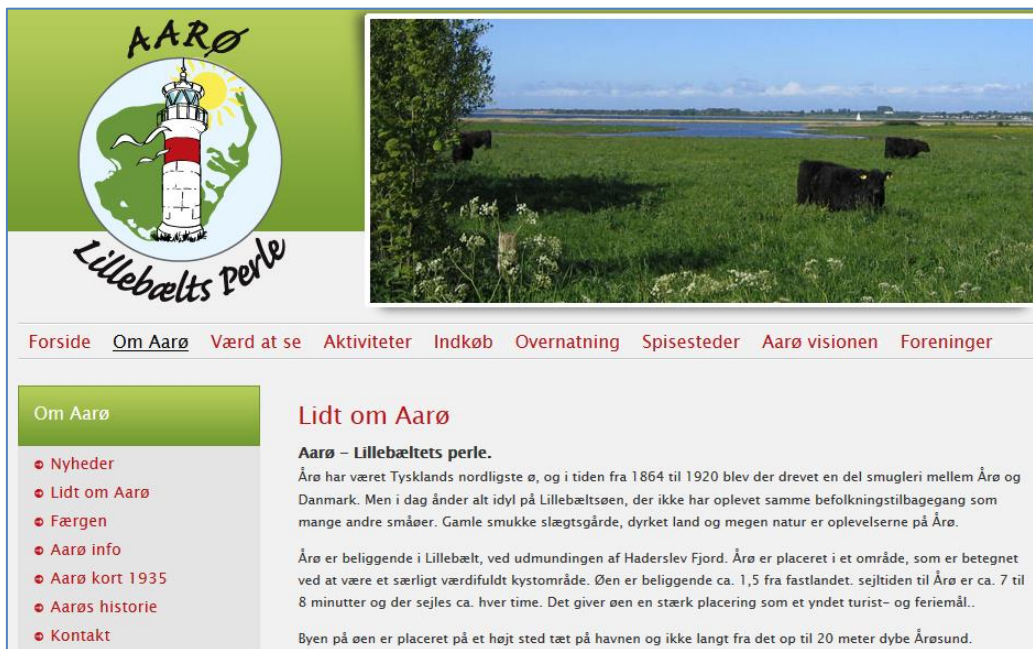 AARØ
Lillebælts Perle
Forside Om Aarø Værd at se Aktiviteter Indkøb Overnatning Spisesteder Aarø visionen Foreninger
Om Aarø
Nyheder
Lidt om Aarø
Færgen
Aarø info
Aarø kort 1935
Aarøs historie
Kontakt
Lidt om Aarø
Aarø – Lillebæltets perle.
Årø har været Tysklands nordligste ø, og i tiden fra 1864 til 1920 blev der drevet en del smugleri mellem Årø og
Danmark. Men i dag ånder alt idyl på Lillebæltsøen, der ikke har oplevet samme befolkningstilbagegang som
mange andre småøer. Gamle smukke slægtsgårde, dyrket land og megen natur er oplevelserne på Årø.
Årø er beliggende i Lillebælt, ved udmundingen af Haderslev Fjord. Årø er placeret i et område, som er betegnet
ved at være et særligt værdifuldt kystområde. Øen er beliggende ca. 1,5 fra fastlandet. sejltiden til Årø er ca. 7 til
8 minutter og der sejles ca. hver time. Det giver øen en stærk placering som et yndet turist- og feriemål..
Byen på øen er placeret på et højt sted tæt på havnen og ikke langt fra det op til 20 meter dybe Årøsund.